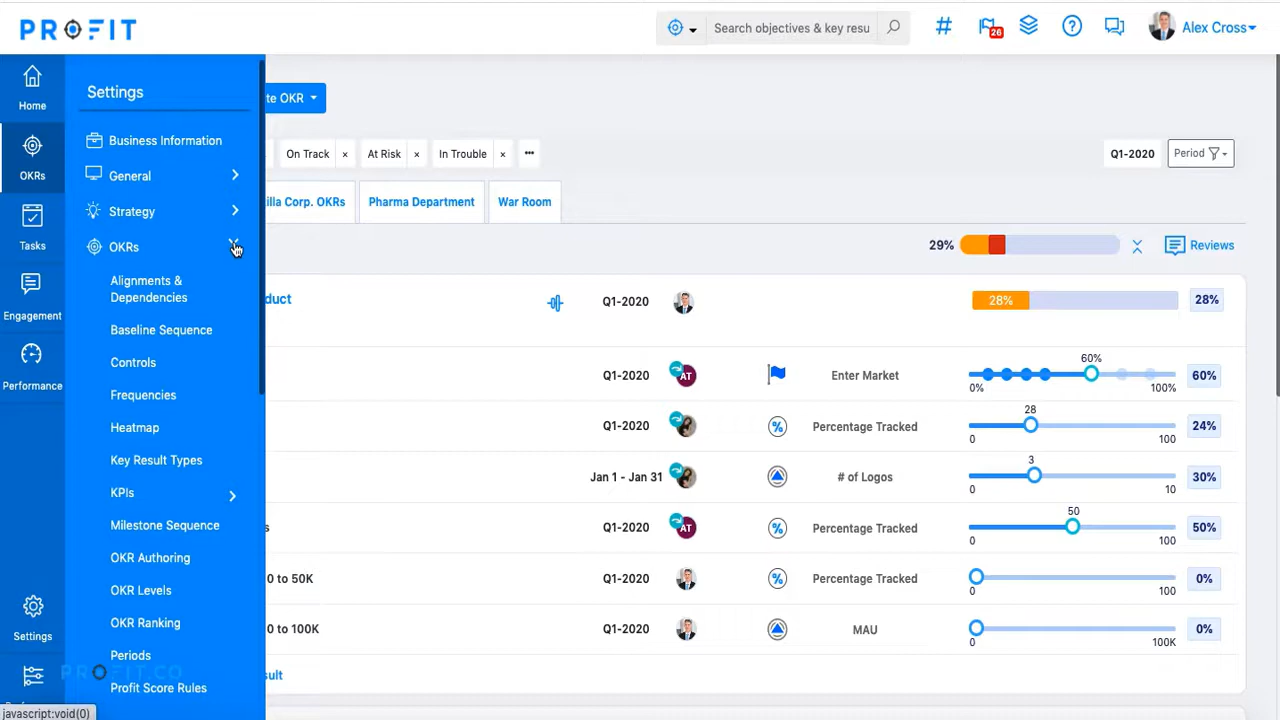 PROFIT
Search objectives & key resu
26
Alex Cross
Home
OKRs
Tasks
Engagement
Performance
Settings
Settings
Business Information
General
Strategy
OKRs
Alignments &
Dependencies
Baseline Sequence
Controls
Frequencies
Heatmap
Key Result Types
KPIs
Milestone Sequence
OKR Authoring
OKR Levels
OKR Ranking
Periods
Profit Score Rules
PROFIT.CO
javascript:void(0)
te OKR
On Track ×
At Risk ×
In Trouble ×
Q1-2020
Period
illa Corp. OKRs
Pharma Department
War Room
29%
Reviews
duct
Q1-2020
28%
28%
Q1-2020
AT
Enter Market
60%
0%
100%
60%
Q1-2020
Percentage Tracked
28
0
100
24%
Jan 1 - Jan 31
# of Logos
3
0
10
30%
s
Q1-2020
AT
Percentage Tracked
50
0
100
50%
0 to 50K
Q1-2020
Percentage Tracked
0
100
0%
0 to 100K
Q1-2020
MAU
0
100K
0%
sult